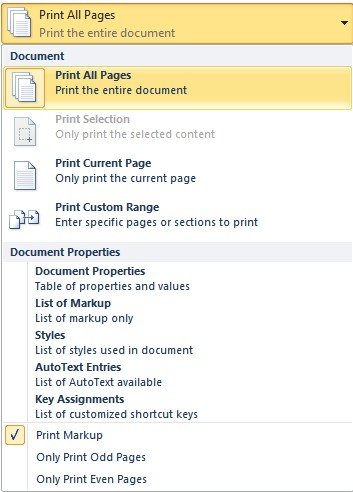 Print All Pages
Print the entire document
Document
Print All Pages
Print the entire document
Print Selection
Only print the selected content
Print Current Page
Only print the current page
Print Custom Range
Enter specific pages or sections to print
Document Properties
Document Properties
Table of properties and values
List of Markup
List of markup only
Styles
List of styles used in document
AutoText Entries
List of AutoText available
Key Assignments
List of customized shortcut keys
Print Markup
Only Print Odd Pages
Only Print Even Pages